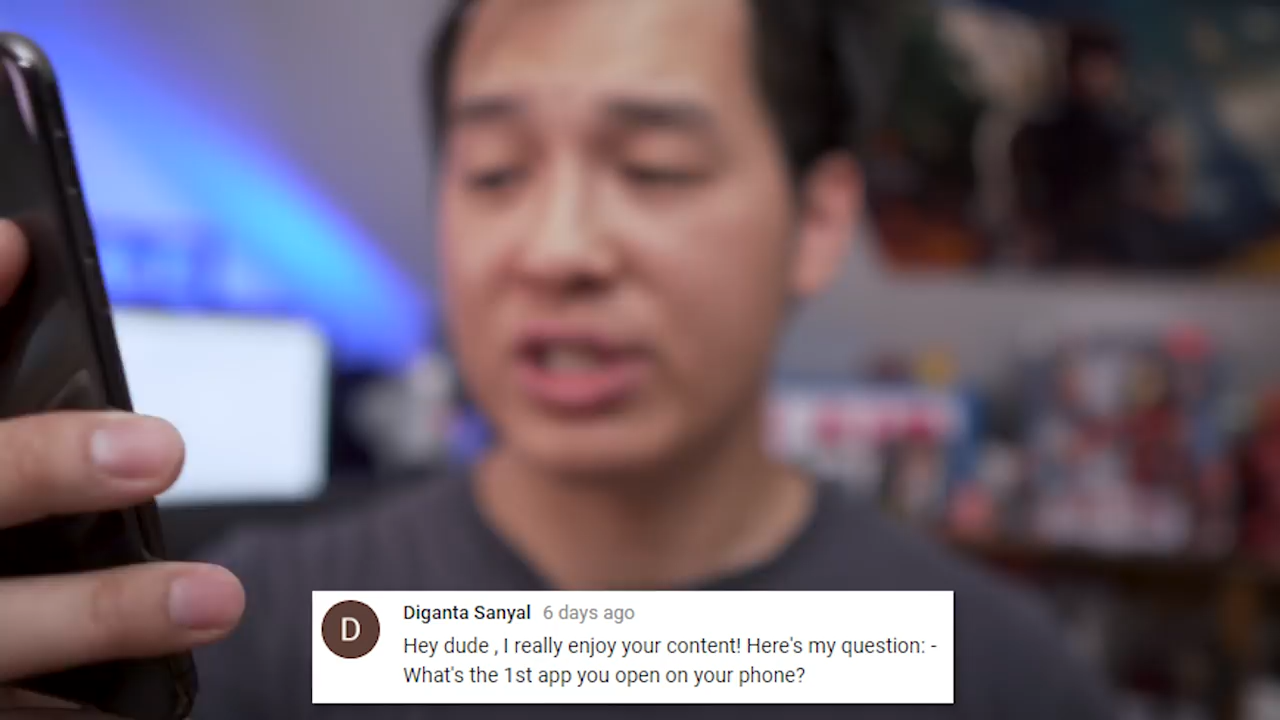 D
Diganta Sanyal 6 days ago
Hey dude , I really enjoy your content! Here's my question: -
What's the 1st app you open on your phone?